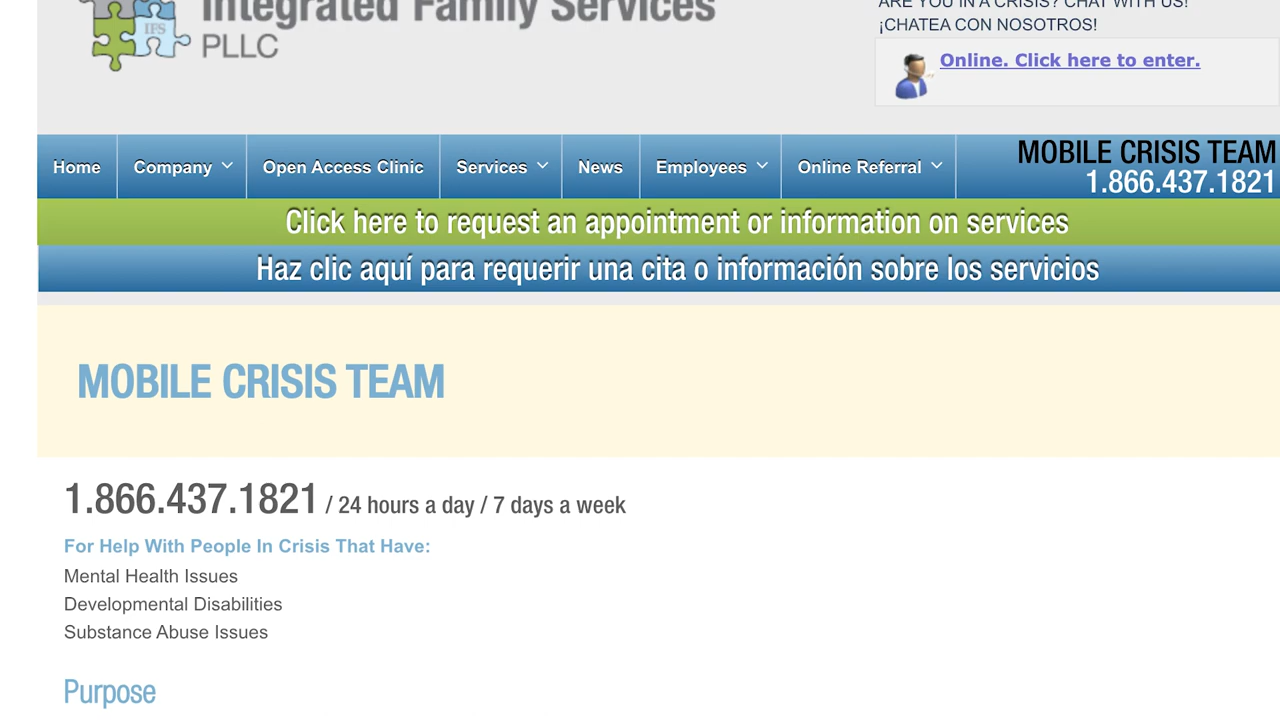 Integrated Family Services
IFS
PLLC
ARE YOU IN A CRISIS? CHAT WITH US!
¡CHATEA CON NOSOTROS!
Online. Click here to enter.
Home Company Open Access Clinic Services News Employees Online Referral
MOBILE CRISIS TEAM
1.866.437.1821
Click here to request an appointment or information on services
Haz clic aquí para requerir una cita o información sobre los servicios
MOBILE CRISIS TEAM
1.866.437.1821 / 24 hours a day / 7 days a week
For Help With People In Crisis That Have:
Mental Health Issues
Developmental Disabilities
Substance Abuse Issues
Purpose